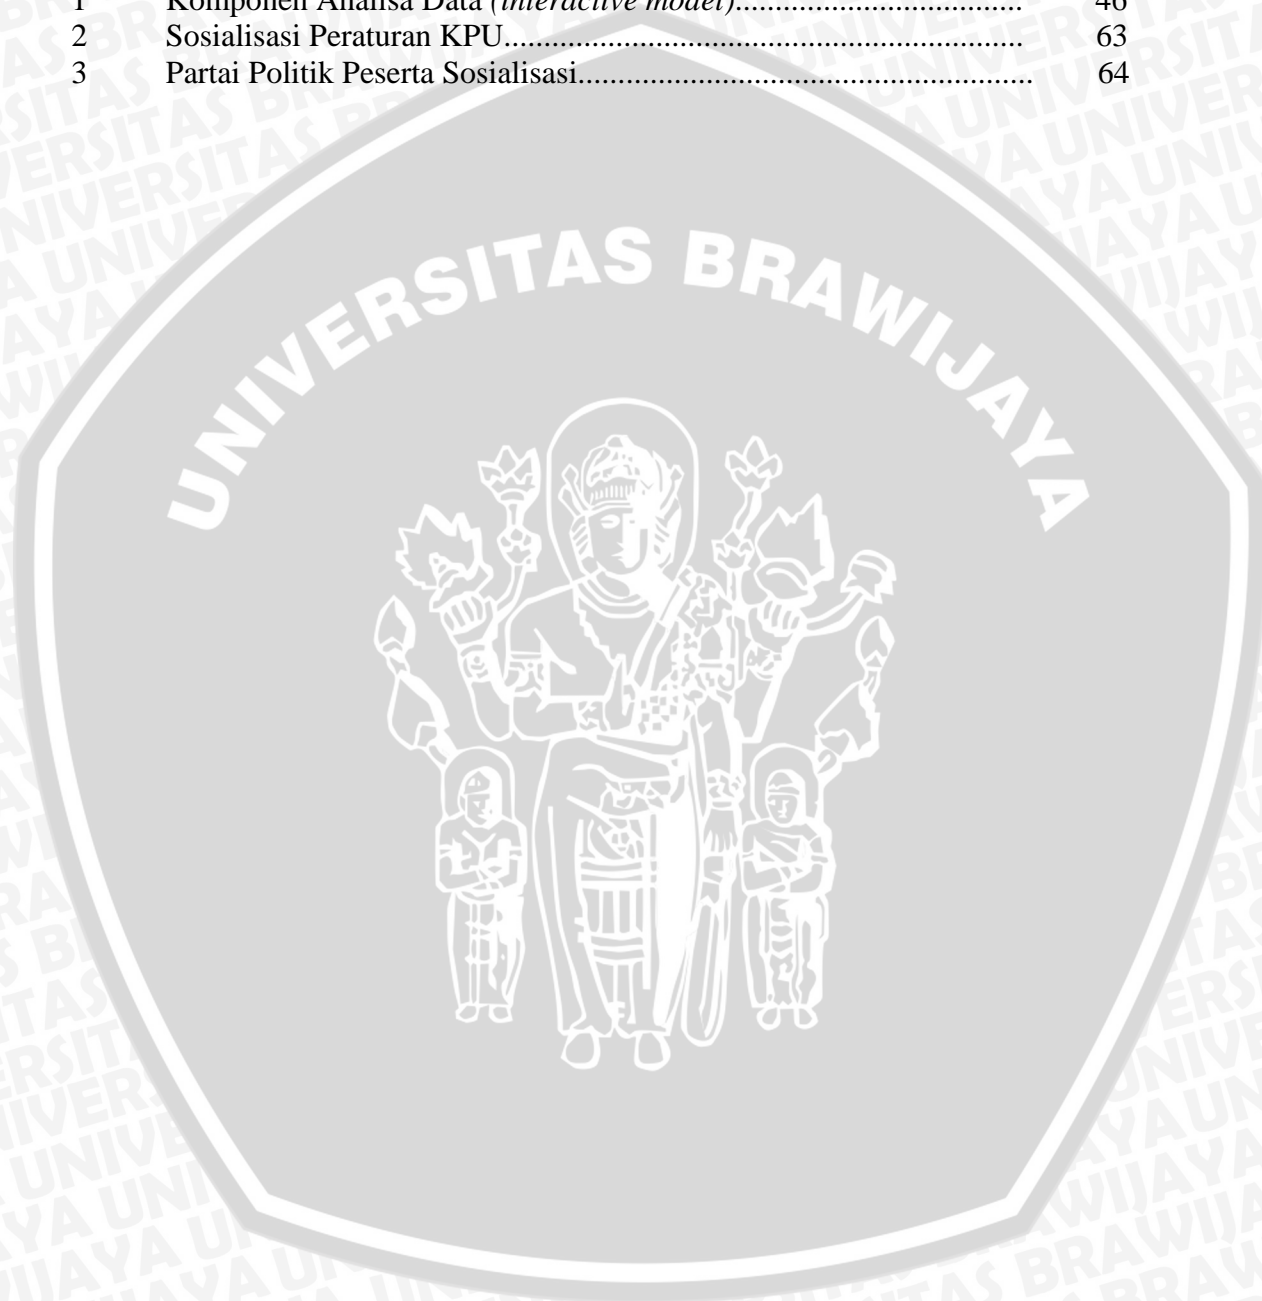 1 Komponen Analisa Data (interactive model)................................... 46
2 Sosialisasi Peraturan KPU................................................................ 63
3 Partai Politik Peserta Sosialisasi........................................................ 64
UNIVERSITAS BRAWIJAYA